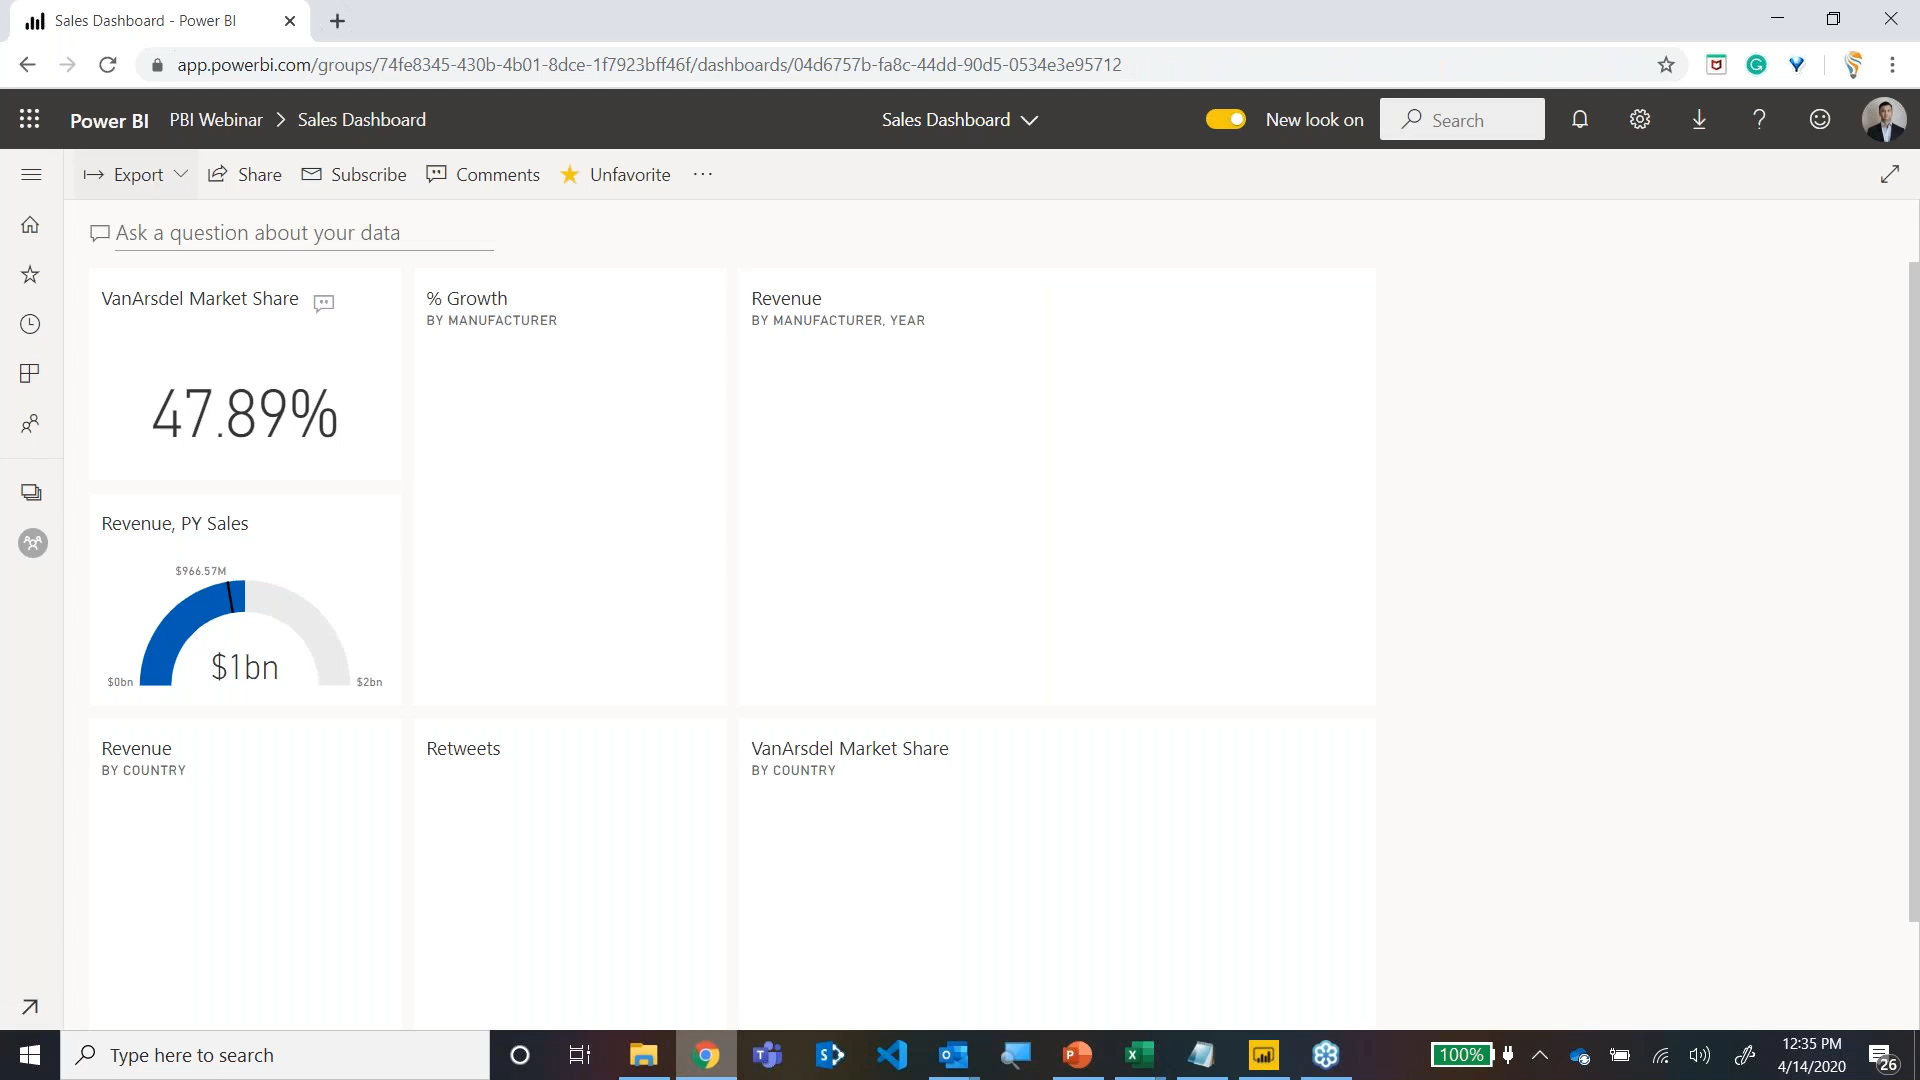 Sales Dashboard - Power BI
app.powerbi.com/groups/74fe8345-430b-4b01-8dce-1f7923bff46f/dashboards/04d6757b-fa8c-44dd-90d5-0534e3e95712
Power BI PBI Webinar > Sales Dashboard
Sales Dashboard
New look on
Search
Export Share Subscribe Comments Unfavorite ...
Ask a question about your data
VanArsdel Market Share
47.89%
% Growth
BY MANUFACTURER
Revenue
BY MANUFACTURER, YEAR
Revenue, PY Sales
$966.57M
$1bn
$0bn
$2bn
Revenue
BY COUNTRY
Retweets
VanArsdel Market Share
BY COUNTRY
Type here to search
100%
12:35 PM
4/14/2020
26